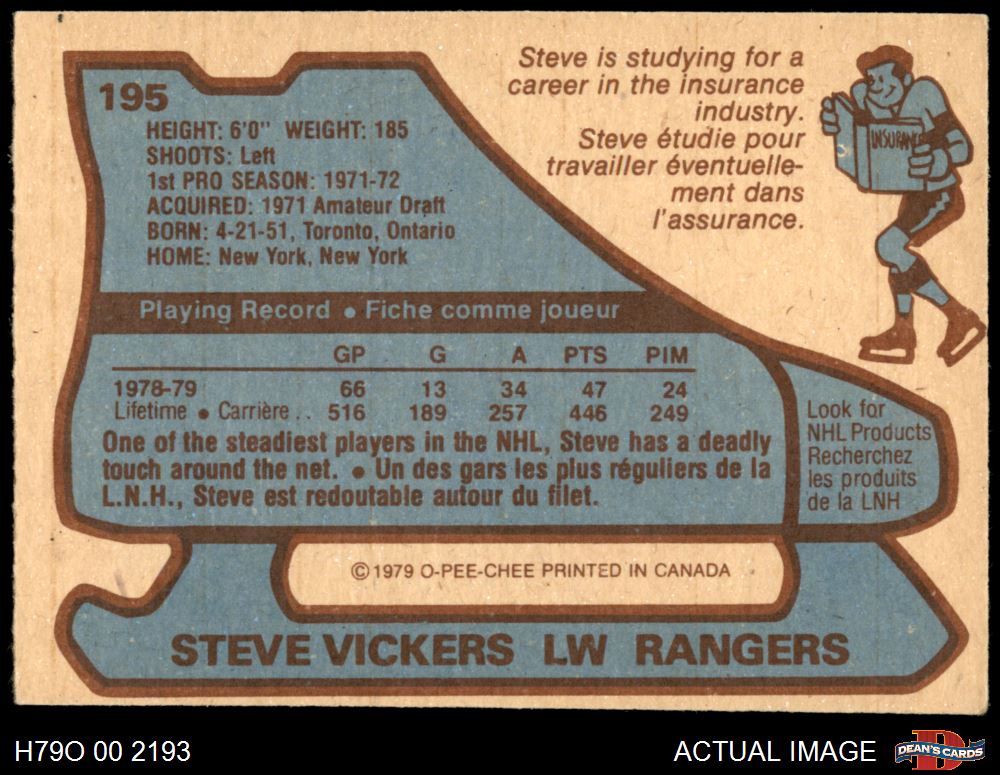 Steve is studying for a
career in the insurance
industry.
Steve étudie pour
travailler éventuelle-
ment dans
l'assurance.
INSURANCE
195
HEIGHT: 6'0" WEIGHT: 185
SHOOTS: Left
1st PRO SEASON: 1971-72
ACQUIRED: 1971 Amateur Draft
BORN: 4-21-51, Toronto, Ontario
HOME: New York, New York
Playing Record • Fiche comme joueur
GP G A PTS PIM
1978-79 66 13 34 47 24
Lifetime • Carrière .. 516 189 257 446 249
One of the steadiest players in the NHL, Steve has a deadly
touch around the net. • Un des gars les plus réguliers de la
L.N.H., Steve est redoutable autour du filet.
Look for
NHL Products
Recherchez
les produits
de la LNH
© 1979 O-PEE-CHEE PRINTED IN CANADA
STEVE VICKERS LW RANGERS
H79O 00 2193
ACTUAL IMAGE
D
DEAN'S CARDS